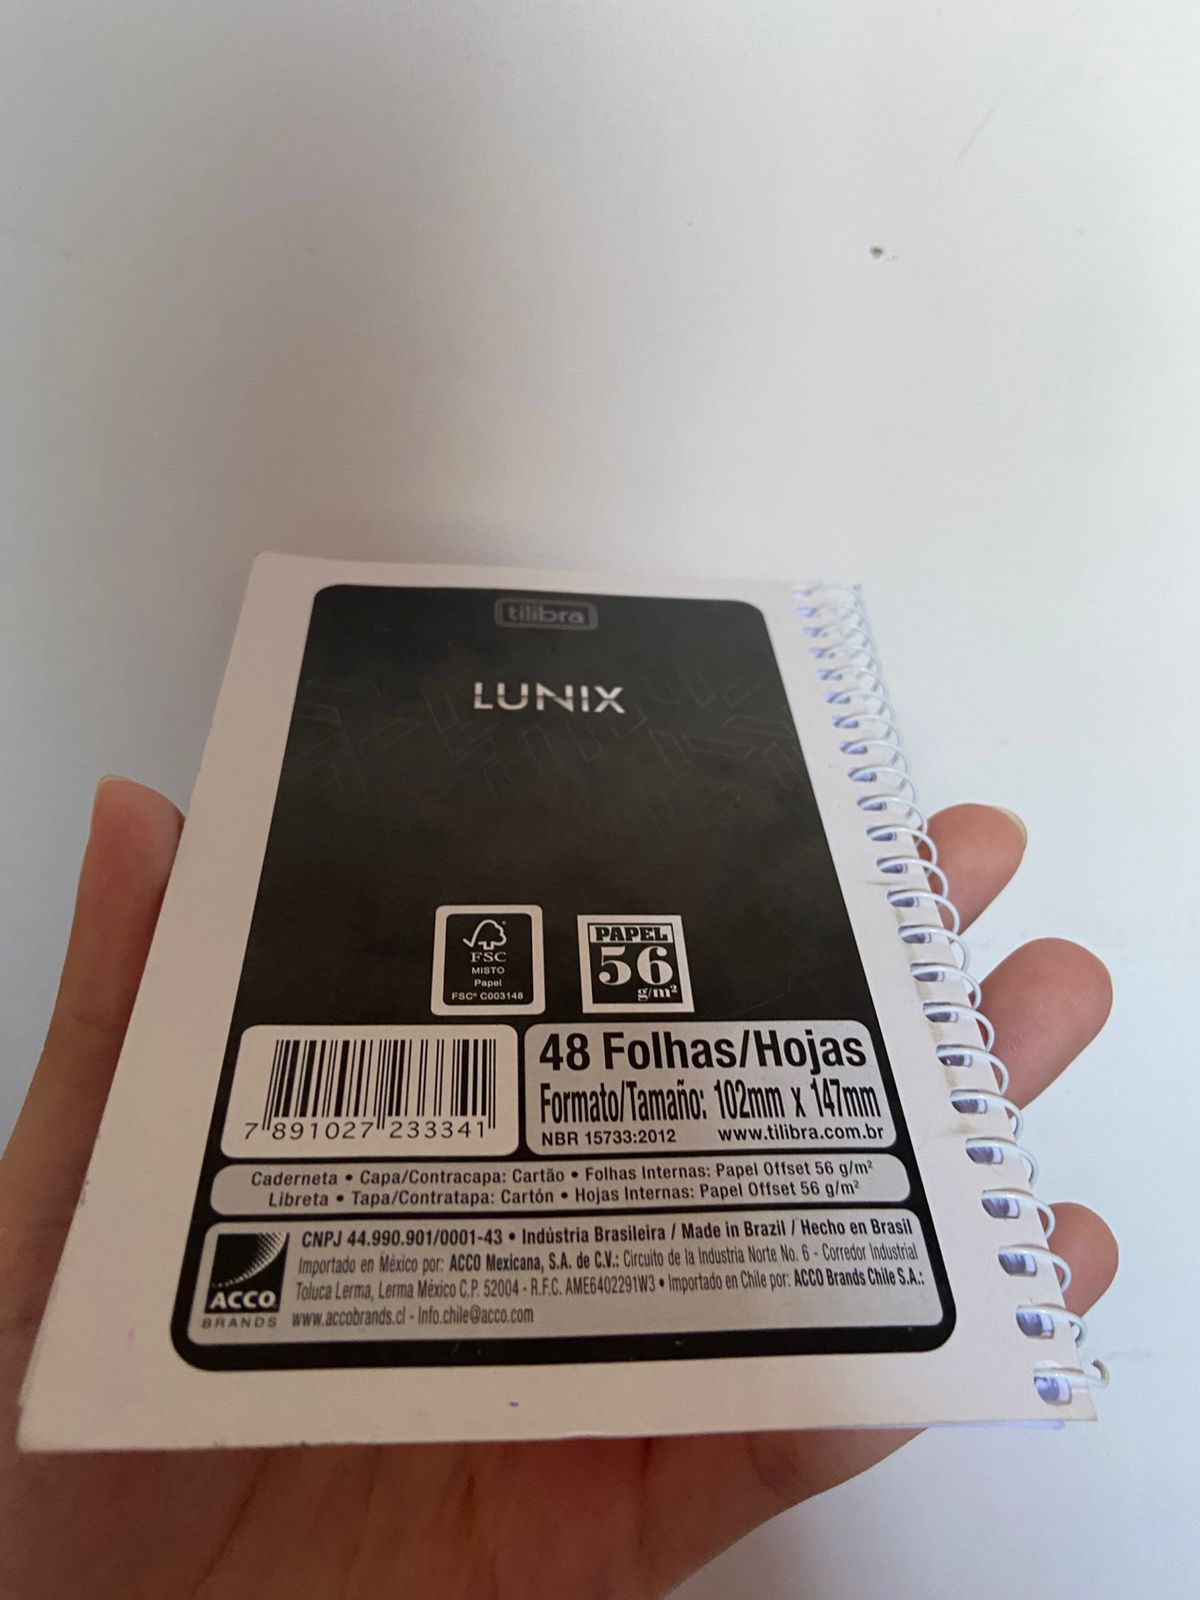 tilibra
LUNIX
FSC
MISTO
Papel
FSC® C003148
PAPEL
56
g/m²
7 891027 233341
48 Folhas/Hojas
Formato/Tamaño: 102mm x 147mm
NBR 15733:2012 www.tilibra.com.br
Caderneta • Capa/Contracapa: Cartão • Folhas Internas: Papel Offset 56 g/m²
Libreta • Tapa/Contratapa: Cartón • Hojas Internas: Papel Offset 56 g/m²
ACCO
BRANDS
CNPJ 44.990.901/0001-43 • Indústria Brasileira / Made in Brazil / Hecho en Brasil
Importado en México por: ACCO Mexicana, S.A. de C.V.: Circuito de la Industria Norte No. 6 - Corredor Industrial
Toluca Lerma, Lerma México C.P. 52004 - R.F.C. AME6402291W3 • Importado en Chile por: ACCO Brands Chile S.A.:
www.accobrands.cl - Info.chile@acco.com